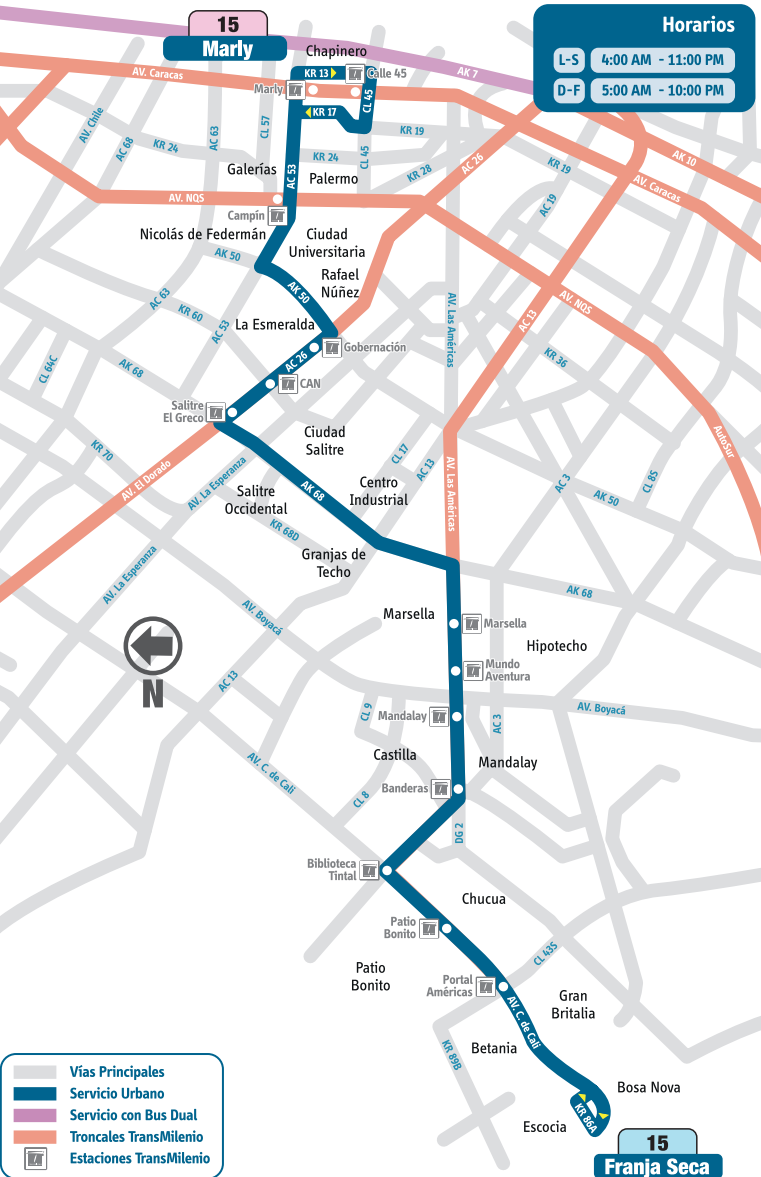 15
Marly
Horarios
L-S
4:00 AM - 11:00 PM
D-F
5:00 AM - 10:00 PM
Chapinero
AK 7
AV. Caracas
KR 13
Calle 45
Marly
CL 45
KR 17
KR 19
AV. Chile
AC 68
AC 63
CL 57
KR 24
KR 24
CL 45
KR 28
AC 26
KR 19
AK 10
AV. Caracas
Galerías
AC 53
Palermo
AV. NQS
AC 19
Campín
Nicolás de Federmán
Ciudad
Universitaria
AK 50
Rafael
Núñez
AK 50
AC 63
KR 60
AC 53
La Esmeralda
AV. Las Américas
AV. NQS
AC 13
Gobernación
AC 26
CAN
KR 36
CL 64C
AK 68
Salitre
El Greco
AutoSur
Ciudad
Salitre
KR 70
AV. El Dorado
AV. La Esperanza
CL 17
AC 13
AV. Las Américas
AC 3
CL 8S
AK 50
Salitre
Occidental
AK 68
Centro
Industrial
KR 68D
Granjas de
Techo
AV. La Esperanza
AK 68
AV. Boyacá
Marsella
Marsella
Hipotecho
Mundo
Aventura
N
AC 13
CL 9
Mandalay
AC 3
AV. Boyacá
Castilla
Mandalay
AV. C. de Cali
CL 8
Banderas
DG 2
Biblioteca
Tintal
Chucua
Patio
Bonito
CL 43S
Patio
Bonito
Portal
Américas
Gran
Britalia
AV. C. de Cali
KR 89B
Betania
Bosa Nova
KR 86A
Escocia
15
Franja Seca
Vías Principales
Servicio Urbano
Servicio con Bus Dual
Troncales TransMilenio
Estaciones TransMilenio